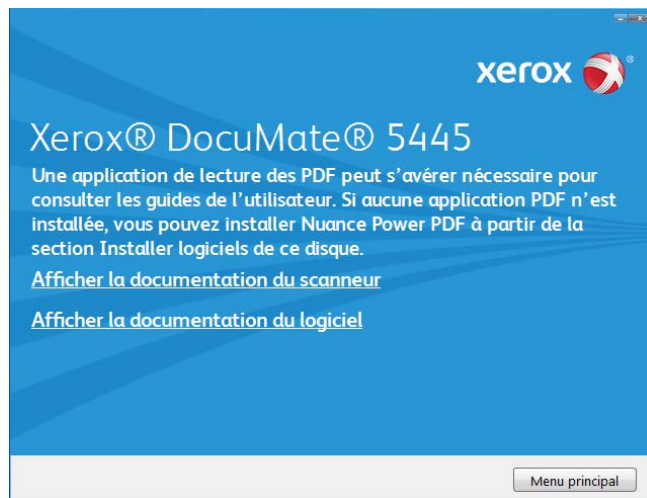 xerox ®
Xerox® DocuMate® 5445
Une application de lecture des PDF peut s’avérer nécessaire pour
consulter les guides de l’utilisateur. Si aucune application PDF n’est
installée, vous pouvez installer Nuance Power PDF à partir de la
section Installer logiciels de ce disque.
Afficher la documentation du scanneur
Afficher la documentation du logiciel
Menu principal